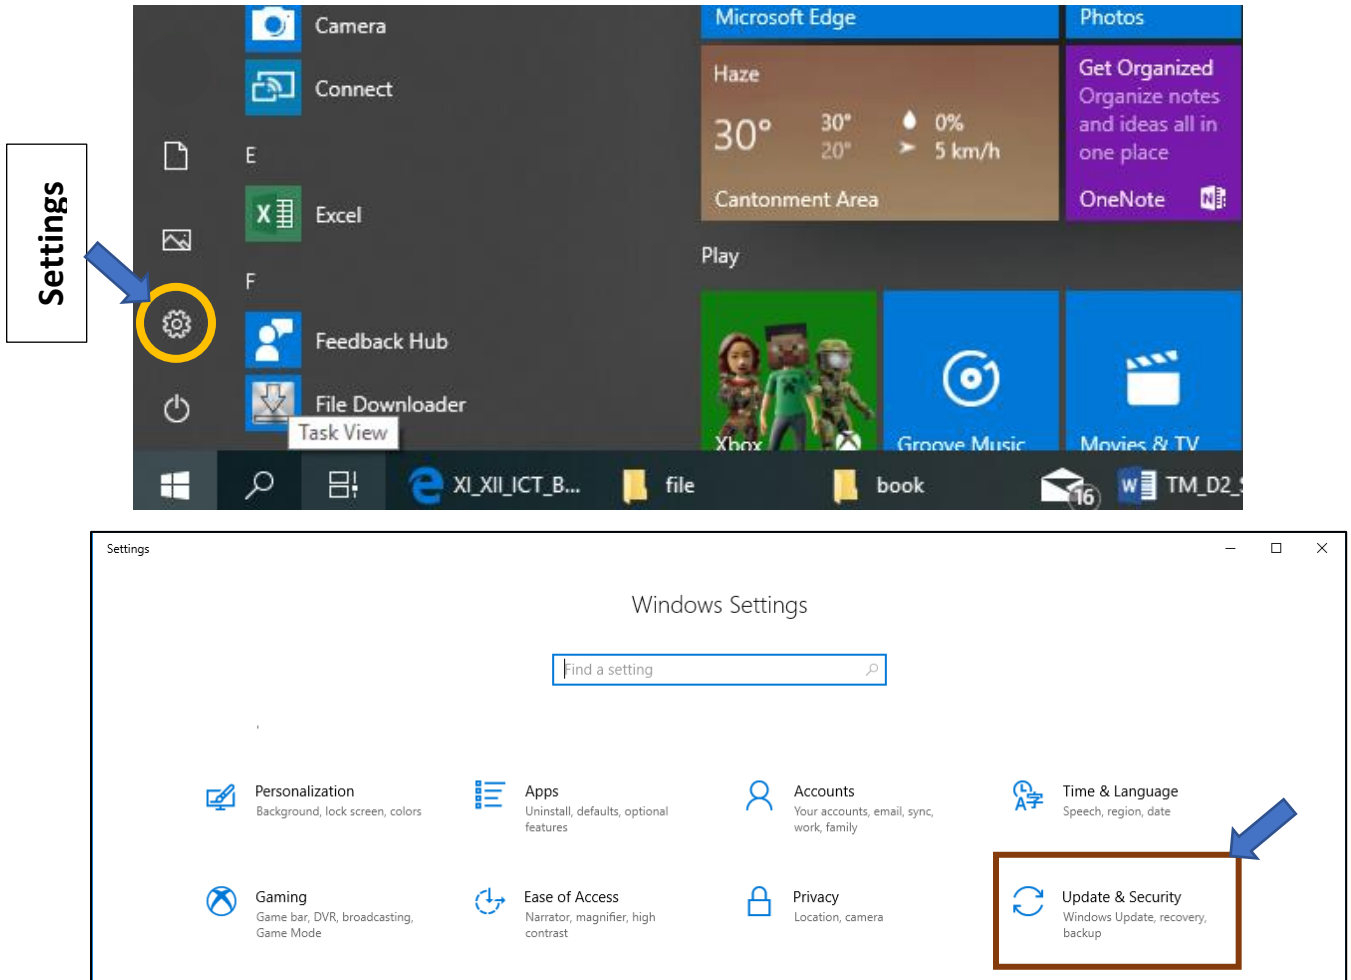 Settings
Camera
Connect
E
Excel
F
Feedback Hub
File Downloader
Task View
Microsoft Edge
Photos
Haze
30°
30°
20°
0%
5 km/h
Cantonment Area
Get Organized
Organize notes
and ideas all in
one place
OneNote
Play
Xbox
Groove Music
Movies & TV
XI_XII_ICT_B...
file
book
16
TM_D2_
Settings
Windows Settings
Find a setting
Personalization
Background, lock screen, colors
Apps
Uninstall, defaults, optional
features
Accounts
Your accounts, email, sync,
work, family
Time & Language
Speech, region, date
Gaming
Game bar, DVR, broadcasting,
Game Mode
Ease of Access
Narrator, magnifier, high
contrast
Privacy
Location, camera
Update & Security
Windows Update, recovery,
backup